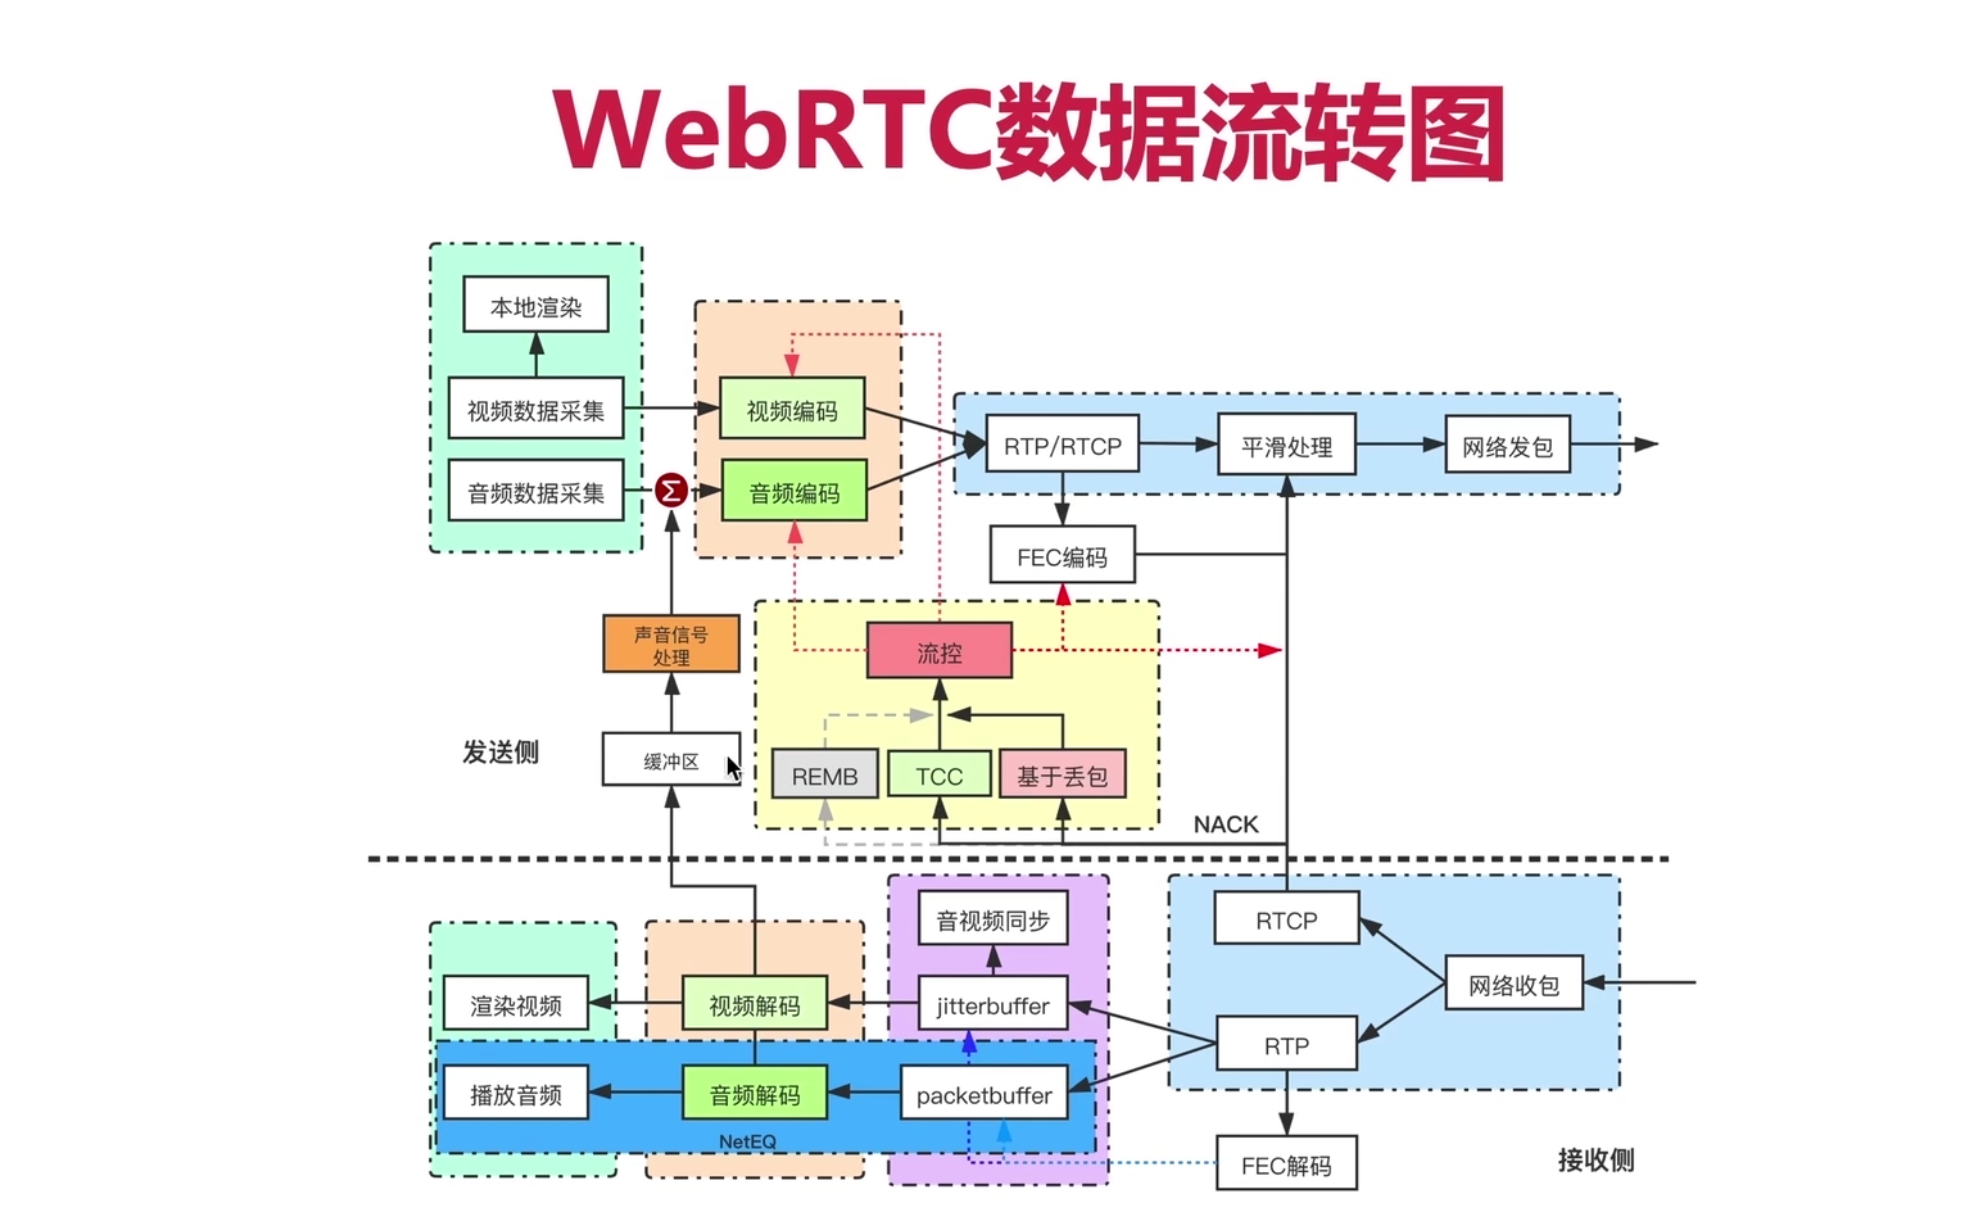 WebRTC数据流转图
本地渲染
视频数据采集
视频编码
RTP/RTCP
平滑处理
网络发包
音频数据采集
Σ
音频编码
FEC编码
声音信号
处理
流控
发送侧
缓冲区
REMB
TCC
基于丢包
NACK
音视频同步
RTCP
渲染视频
视频解码
jitterbuffer
网络收包
RTP
播放音频
音频解码
packetbuffer
NetEQ
FEC解码
接收侧